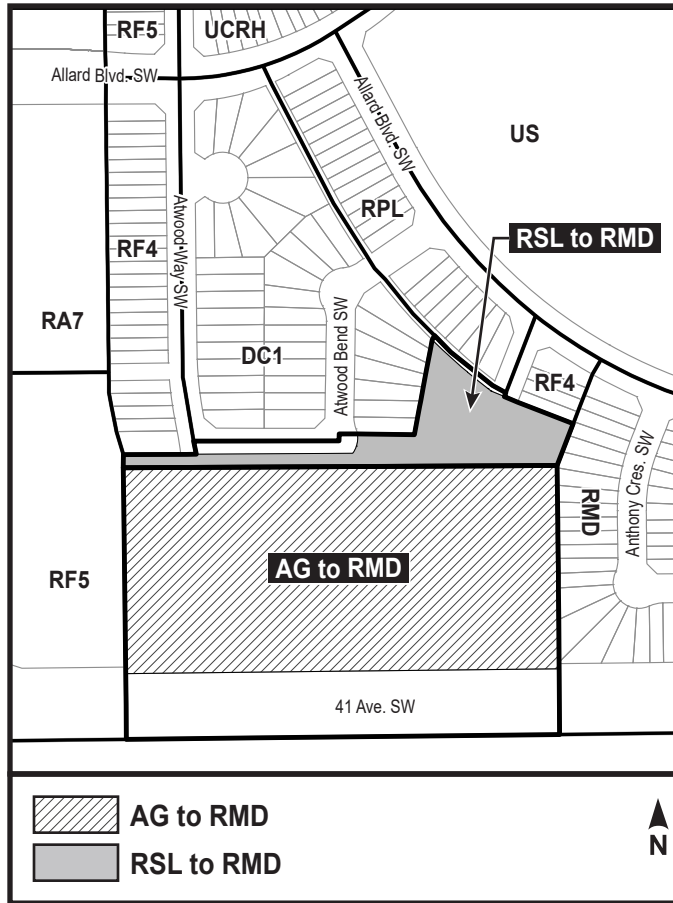 RF5
UCRH
Allard Blvd. SW
Allard Blvd. SW
US
RPL
RSL to RMD
Atwood Way SW
RF4
RA7
DC1
Atwood Bend SW
RF4
RMD
Anthony Cres. SW
AG to RMD
RF5
41 Ave. SW
AG to RMD
RSL to RMD
N